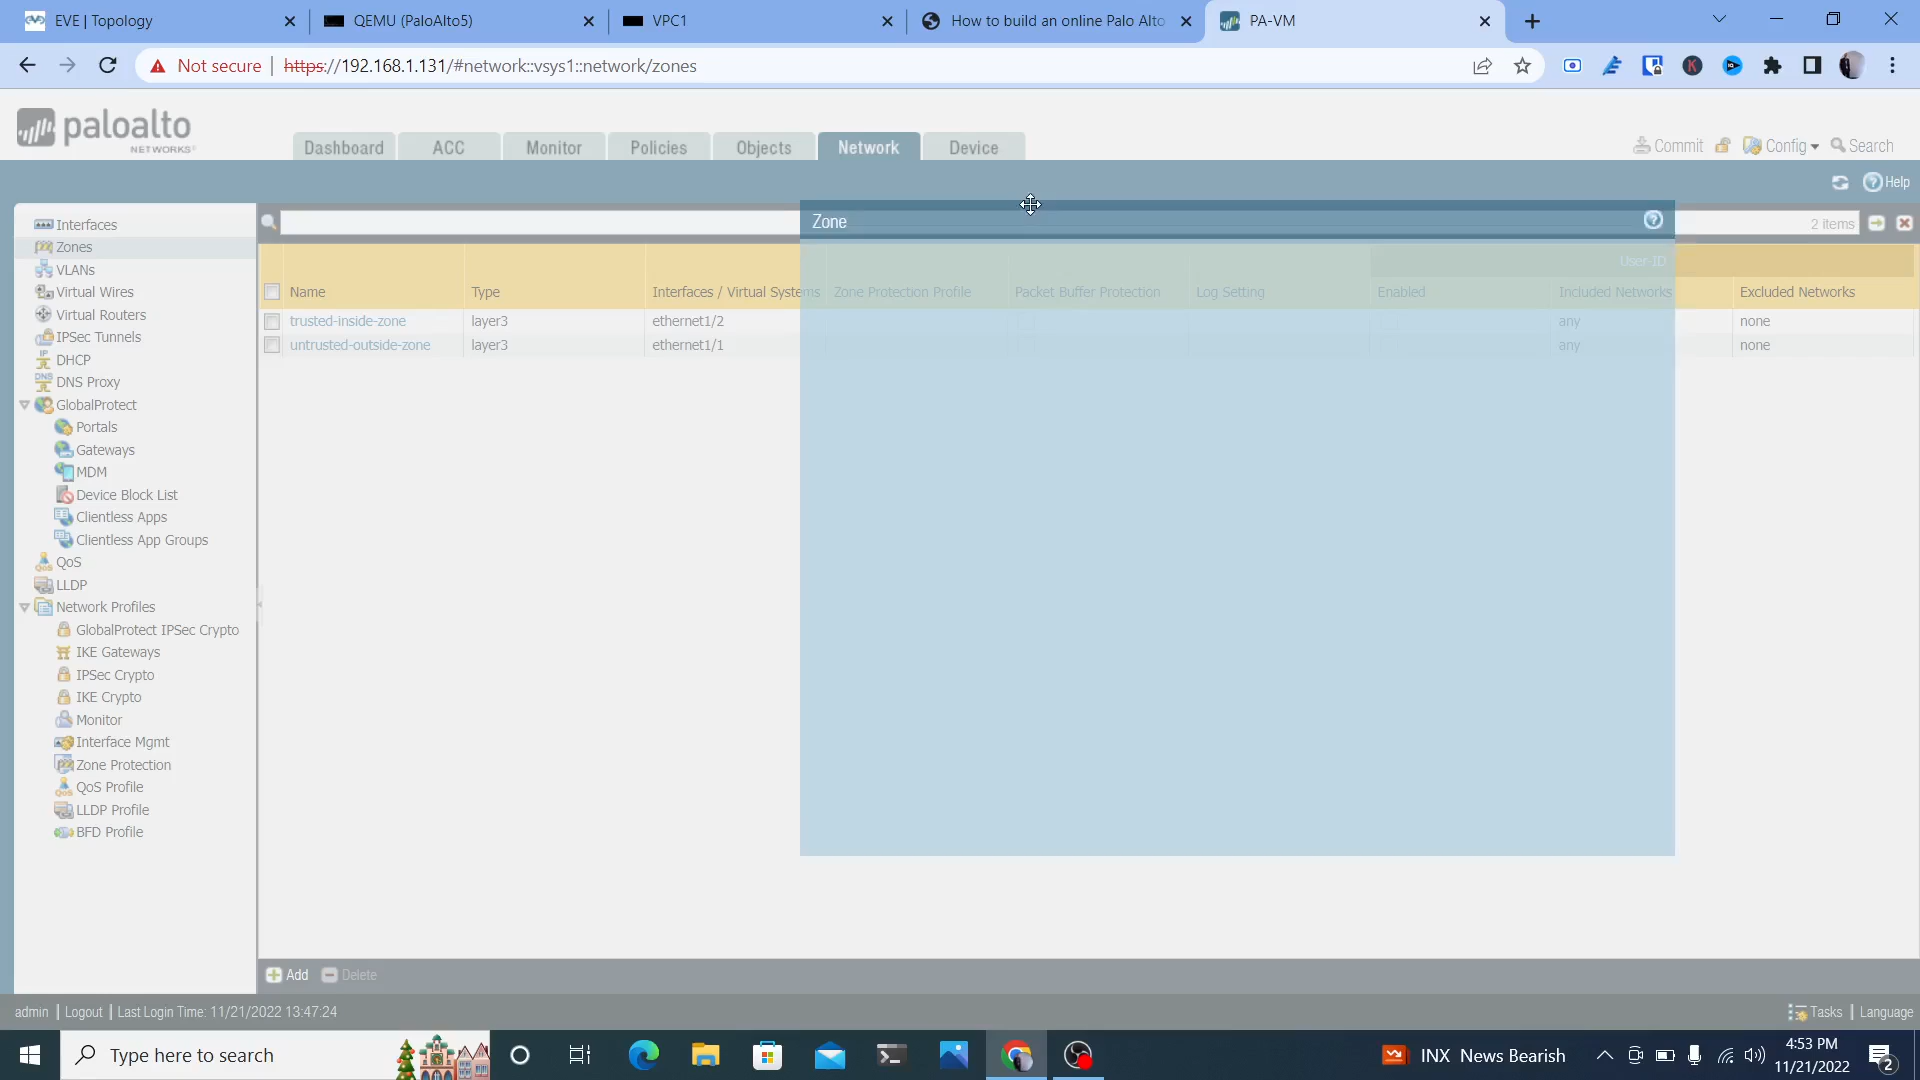 EVE | Topology
QEMU (PaloAlto5)
VPC1
How to build an online Palo Alto
PA-VM
Not secure
https://192.168.1.131/#network::vsys1::network/zones
paloalto
NETWORKS
Dashboard
ACC
Monitor
Policies
Objects
Network
Device
Commit
Config
Search
Help
Interfaces
Zones
VLANs
Virtual Wires
Virtual Routers
IPSec Tunnels
DHCP
DNS Proxy
GlobalProtect
Portals
Gateways
MDM
Device Block List
Clientless Apps
Clientless App Groups
QoS
LLDP
Network Profiles
GlobalProtect IPSec Crypto
IKE Gateways
IPSec Crypto
IKE Crypto
Monitor
Interface Mgmt
Zone Protection
QoS Profile
LLDP Profile
BFD Profile
Zone
2 items
User-ID
Name
Type
Interfaces / Virtual Systems
Zone Protection Profile
Packet Buffer Protection
Log Setting
Enabled
Included Networks
Excluded Networks
trusted-inside-zone
layer3
ethernet1/2
any
none
untrusted-outside-zone
layer3
ethernet1/1
any
none
Add
Delete
admin | Logout | Last Login Time: 11/21/2022 13:47:24
Tasks | Language
Type here to search
INX News Bearish
4:53 PM
11/21/2022
2